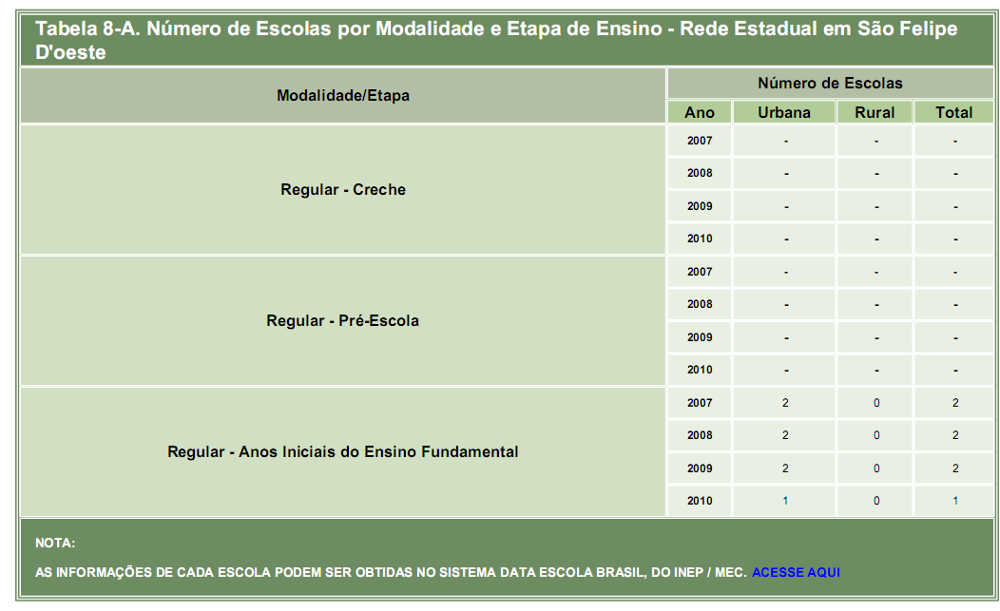 Tabela 8-A. Número de Escolas por Modalidade e Etapa de Ensino - Rede Estadual em São Felipe
D'oeste
Modalidade/Etapa
Número de Escolas
Ano Urbana Rural Total
Regular - Creche
2007 - - -
2008 - - -
2009 - - -
2010 - - -
Regular - Pré-Escola
2007 - - -
2008 - - -
2009 - - -
2010 - - -
Regular - Anos Iniciais do Ensino Fundamental
2007 2 0 2
2008 2 0 2
2009 2 0 2
2010 1 0 1
NOTA:
AS INFORMAÇÕES DE CADA ESCOLA PODEM SER OBTIDAS NO SISTEMA DATA ESCOLA BRASIL, DO INEP / MEC. ACESSE AQUI